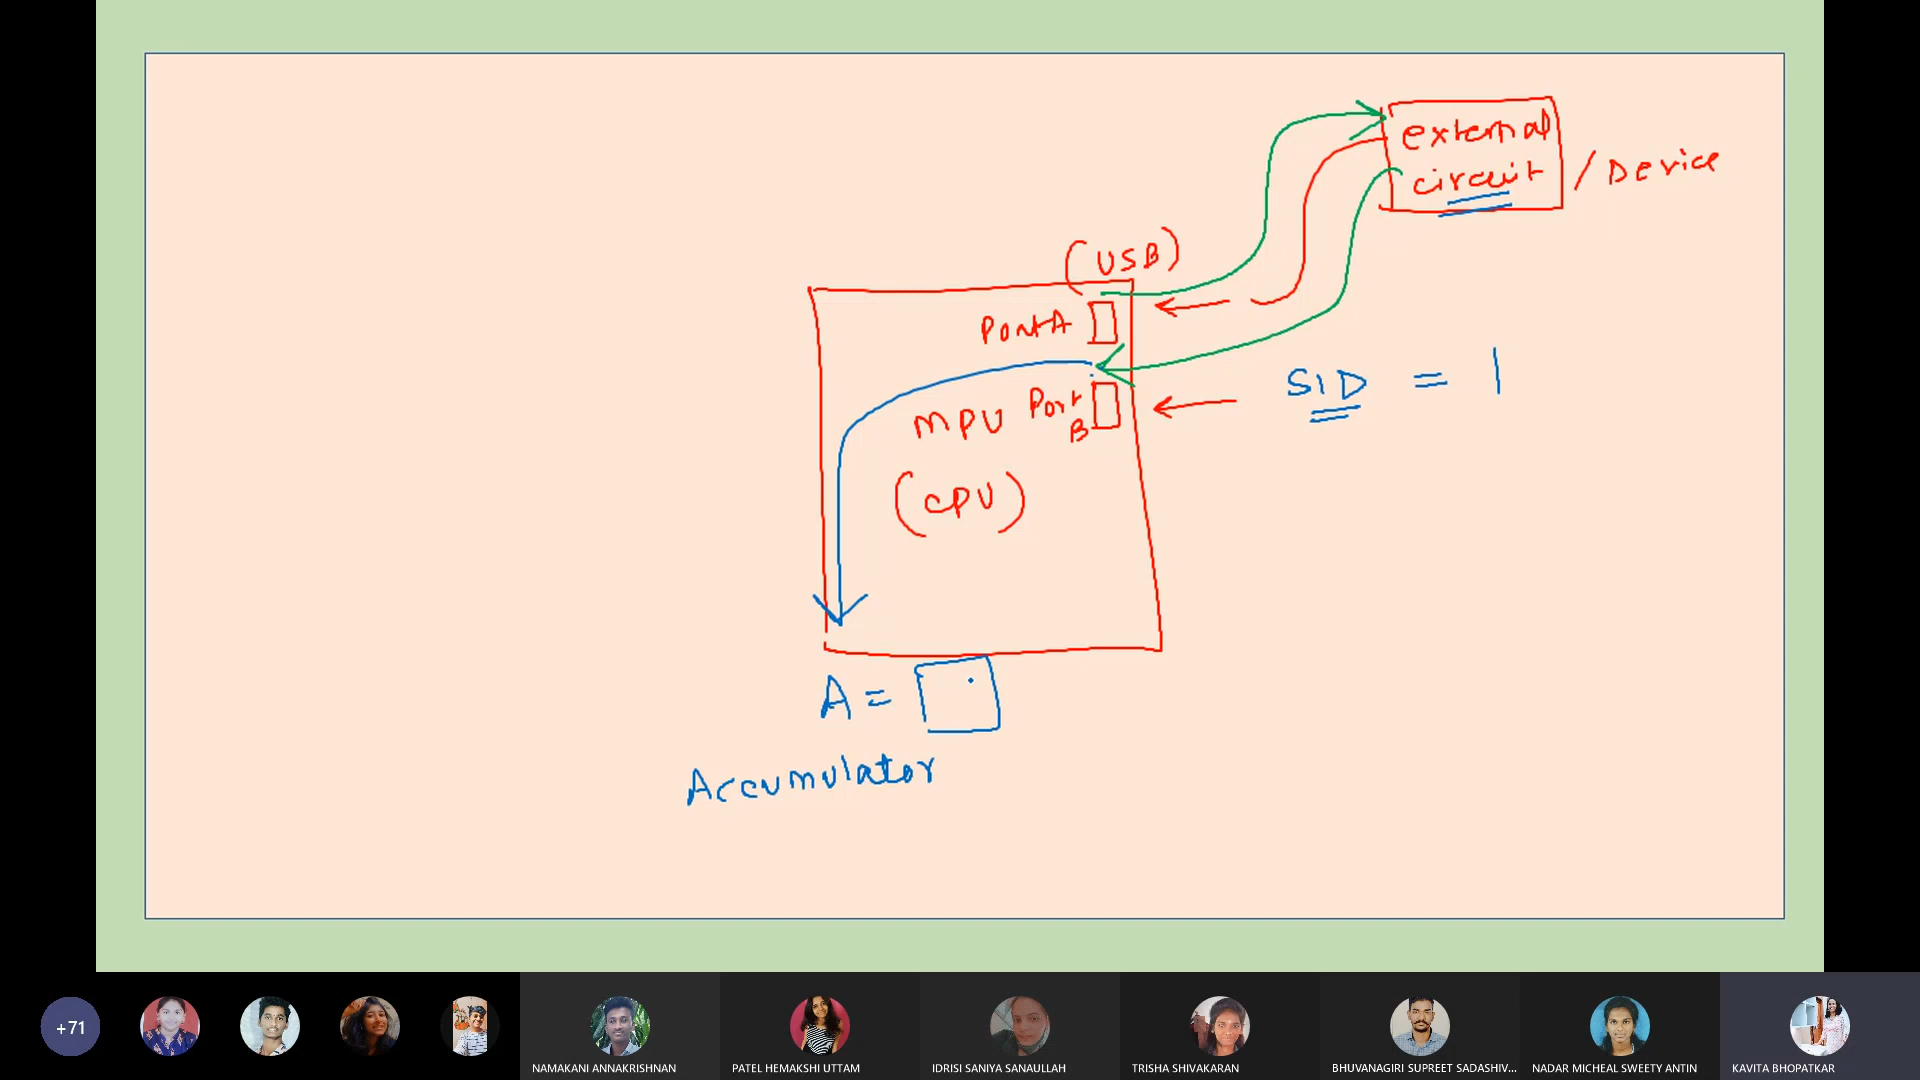 external
circuit / Device
(USB)
Port A
SID = 1
MPU Port
B
(CPU)
A =
Accumulator
+71
NAMAKANI ANNAKRISHNAN
PATEL HEMAKSHI UTTAM
IDRISI SANIYA SANAULLAH
TRISHA SHIVAKARAN
BHUVANAGIRI SUPREET SADASHIV...
NADAR MICHEAL SWEETY ANTIN
KAVITA BHOPATKAR